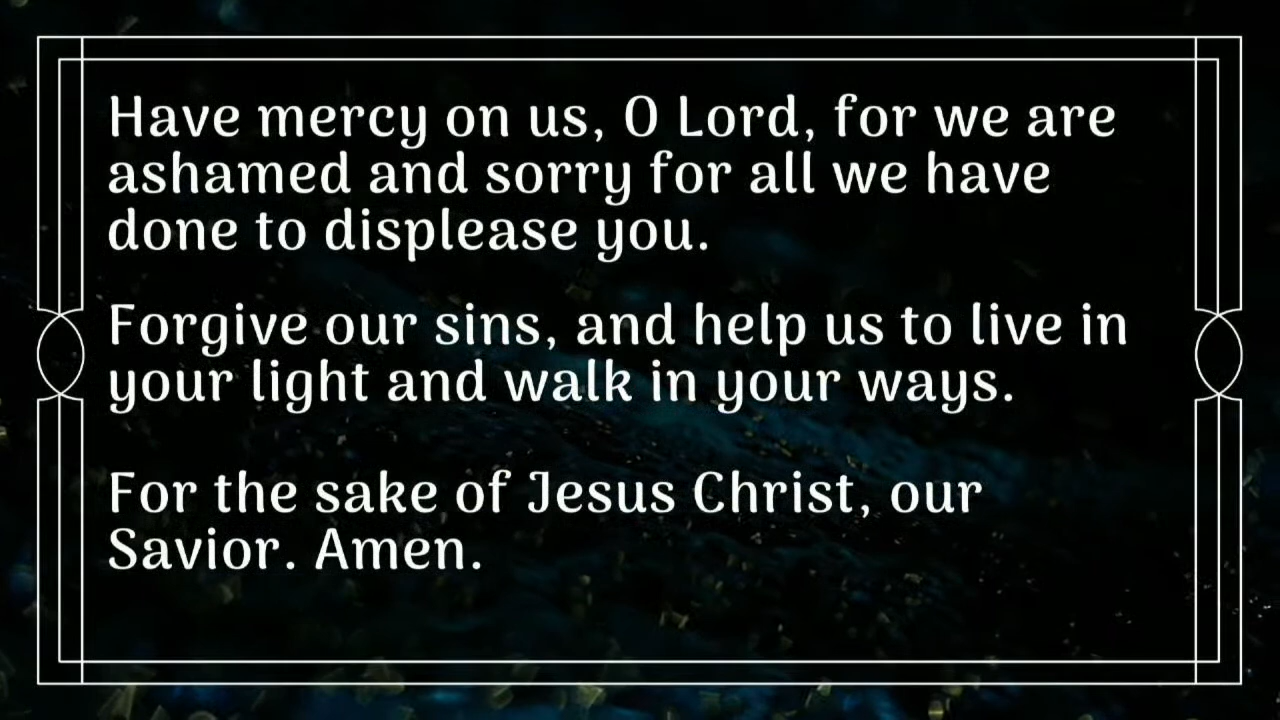 Have mercy on us, O Lord, for we are
ashamed and sorry for all we have
done to displease you.
Forgive our sins, and help us to live in
your light and walk in your ways.
For the sake of Jesus Christ, our
Savior. Amen.